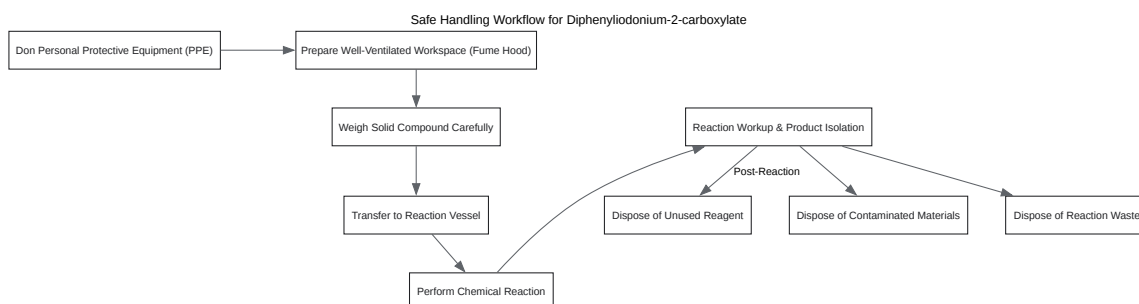 Safe Handling Workflow for Diphenyliodonium-2-carboxylate
Don Personal Protective Equipment (PPE)
Prepare Well-Ventilated Workspace (Fume Hood)
Weigh Solid Compound Carefully
Reaction Workup & Product Isolation
Post-Reaction
Transfer to Reaction Vessel
Dispose of Unused Reagent
Dispose of Contaminated Materials
Dispose of Reaction Waste
Perform Chemical Reaction